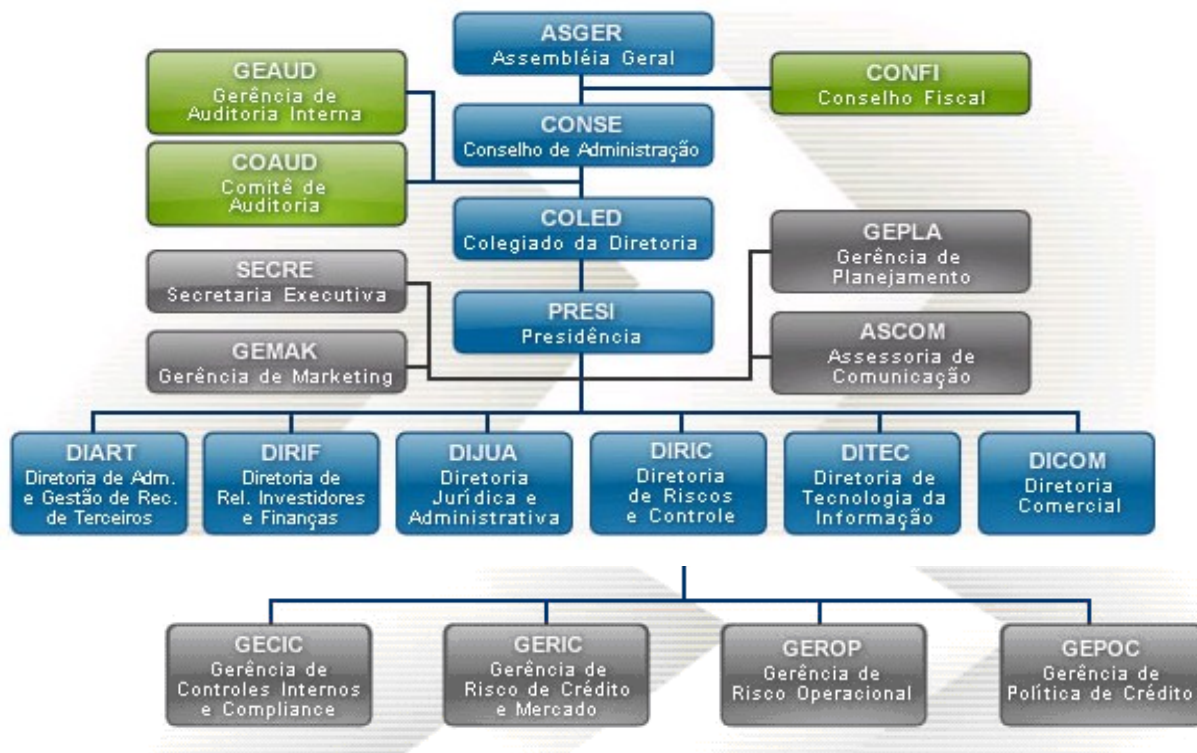 ASGER
Assembléia Geral
GEAUD
Gerência de
Auditoria Interna
CONFI
Conselho Fiscal
CONSE
Conselho de Administração
COAUD
Comitê de
Auditoria
COLED
Colegiado da Diretoria
GEPLA
Gerência de
Planejamento
SECRE
Secretaria Executiva
PRESI
Presidência
GEMAK
Gerência de Marketing
ASCOM
Assessoria de
Comunicação
DIART
Diretoria de Adm.
e Gestão de Rec.
de Terceiros
DIRIF
Diretoria de
Rel. Investidores
e Finanças
DIJUA
Diretoria
Jurídica e
Administrativa
DIRIC
Diretoria
de Riscos
e Controle
DITEC
Diretoria de
Tecnologia da
Informação
DICOM
Diretoria
Comercial
GECIC
Gerência de
Controles Internos
e Compliance
GERIC
Gerência de
Risco de Crédito
e Mercado
GEROP
Gerência de
Risco Operacional
GEPOC
Gerência de
Política de Crédito